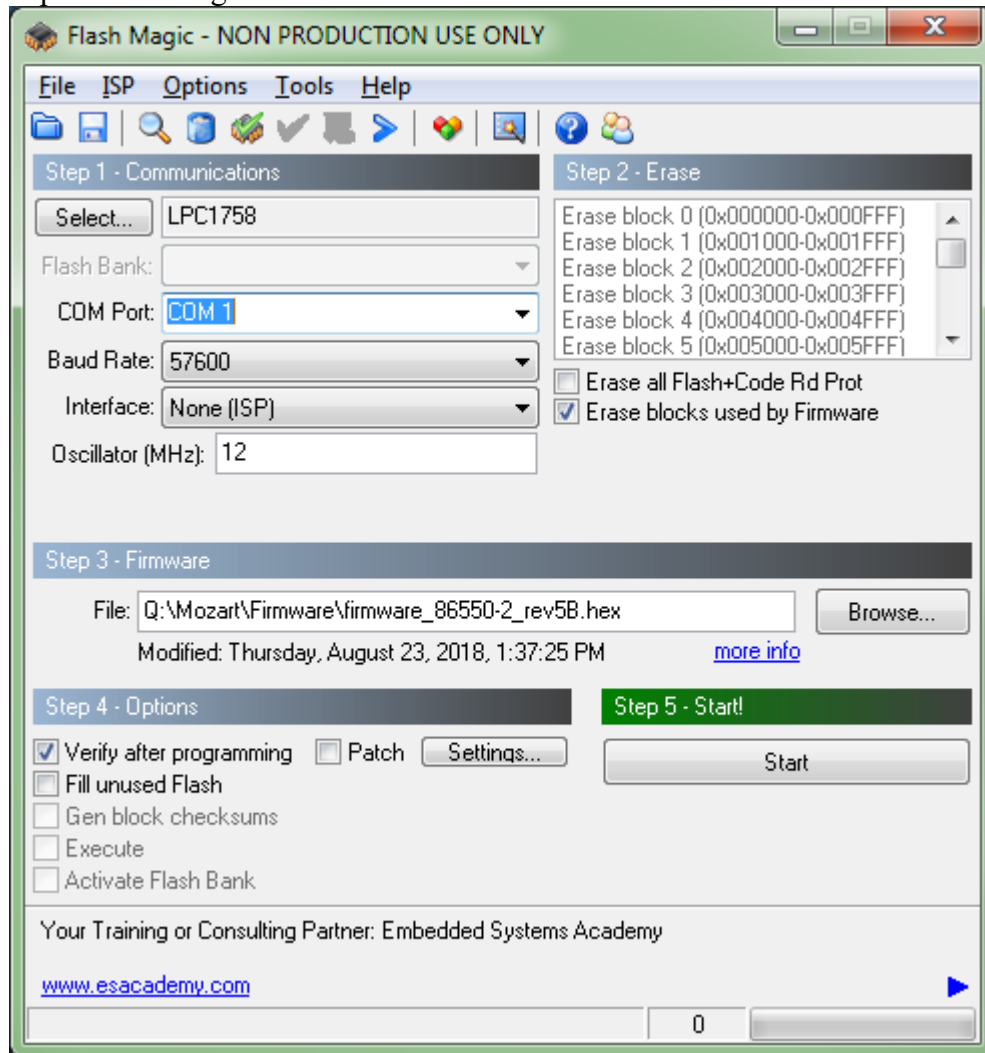 Flash Magic - NON PRODUCTION USE ONLY
File ISP Options Tools Help
Step 1 - Communications
Select... LPC1758
Flash Bank:
COM Port: COM 1
Baud Rate: 57600
Interface: None (ISP)
Oscillator (MHz): 12
Step 2 - Erase
Erase block 0 (0x000000-0x000FFF)
Erase block 1 (0x001000-0x001FFF)
Erase block 2 (0x002000-0x002FFF)
Erase block 3 (0x003000-0x003FFF)
Erase block 4 (0x004000-0x004FFF)
Erase block 5 (0x005000-0x005FFF)
Erase all Flash+Code Rd Prot
Erase blocks used by Firmware
Step 3 - Firmware
File: Q:\Mozart\Firmware\firmware_86550-2_rev5B.hex Browse...
Modified: Thursday, August 23, 2018, 1:37:25 PM more info
Step 4 - Options
Verify after programming Patch Settings...
Fill unused Flash
Gen block checksums
Execute
Activate Flash Bank
Step 5 - Start!
Start
Your Training or Consulting Partner: Embedded Systems Academy
www.esacademy.com
0